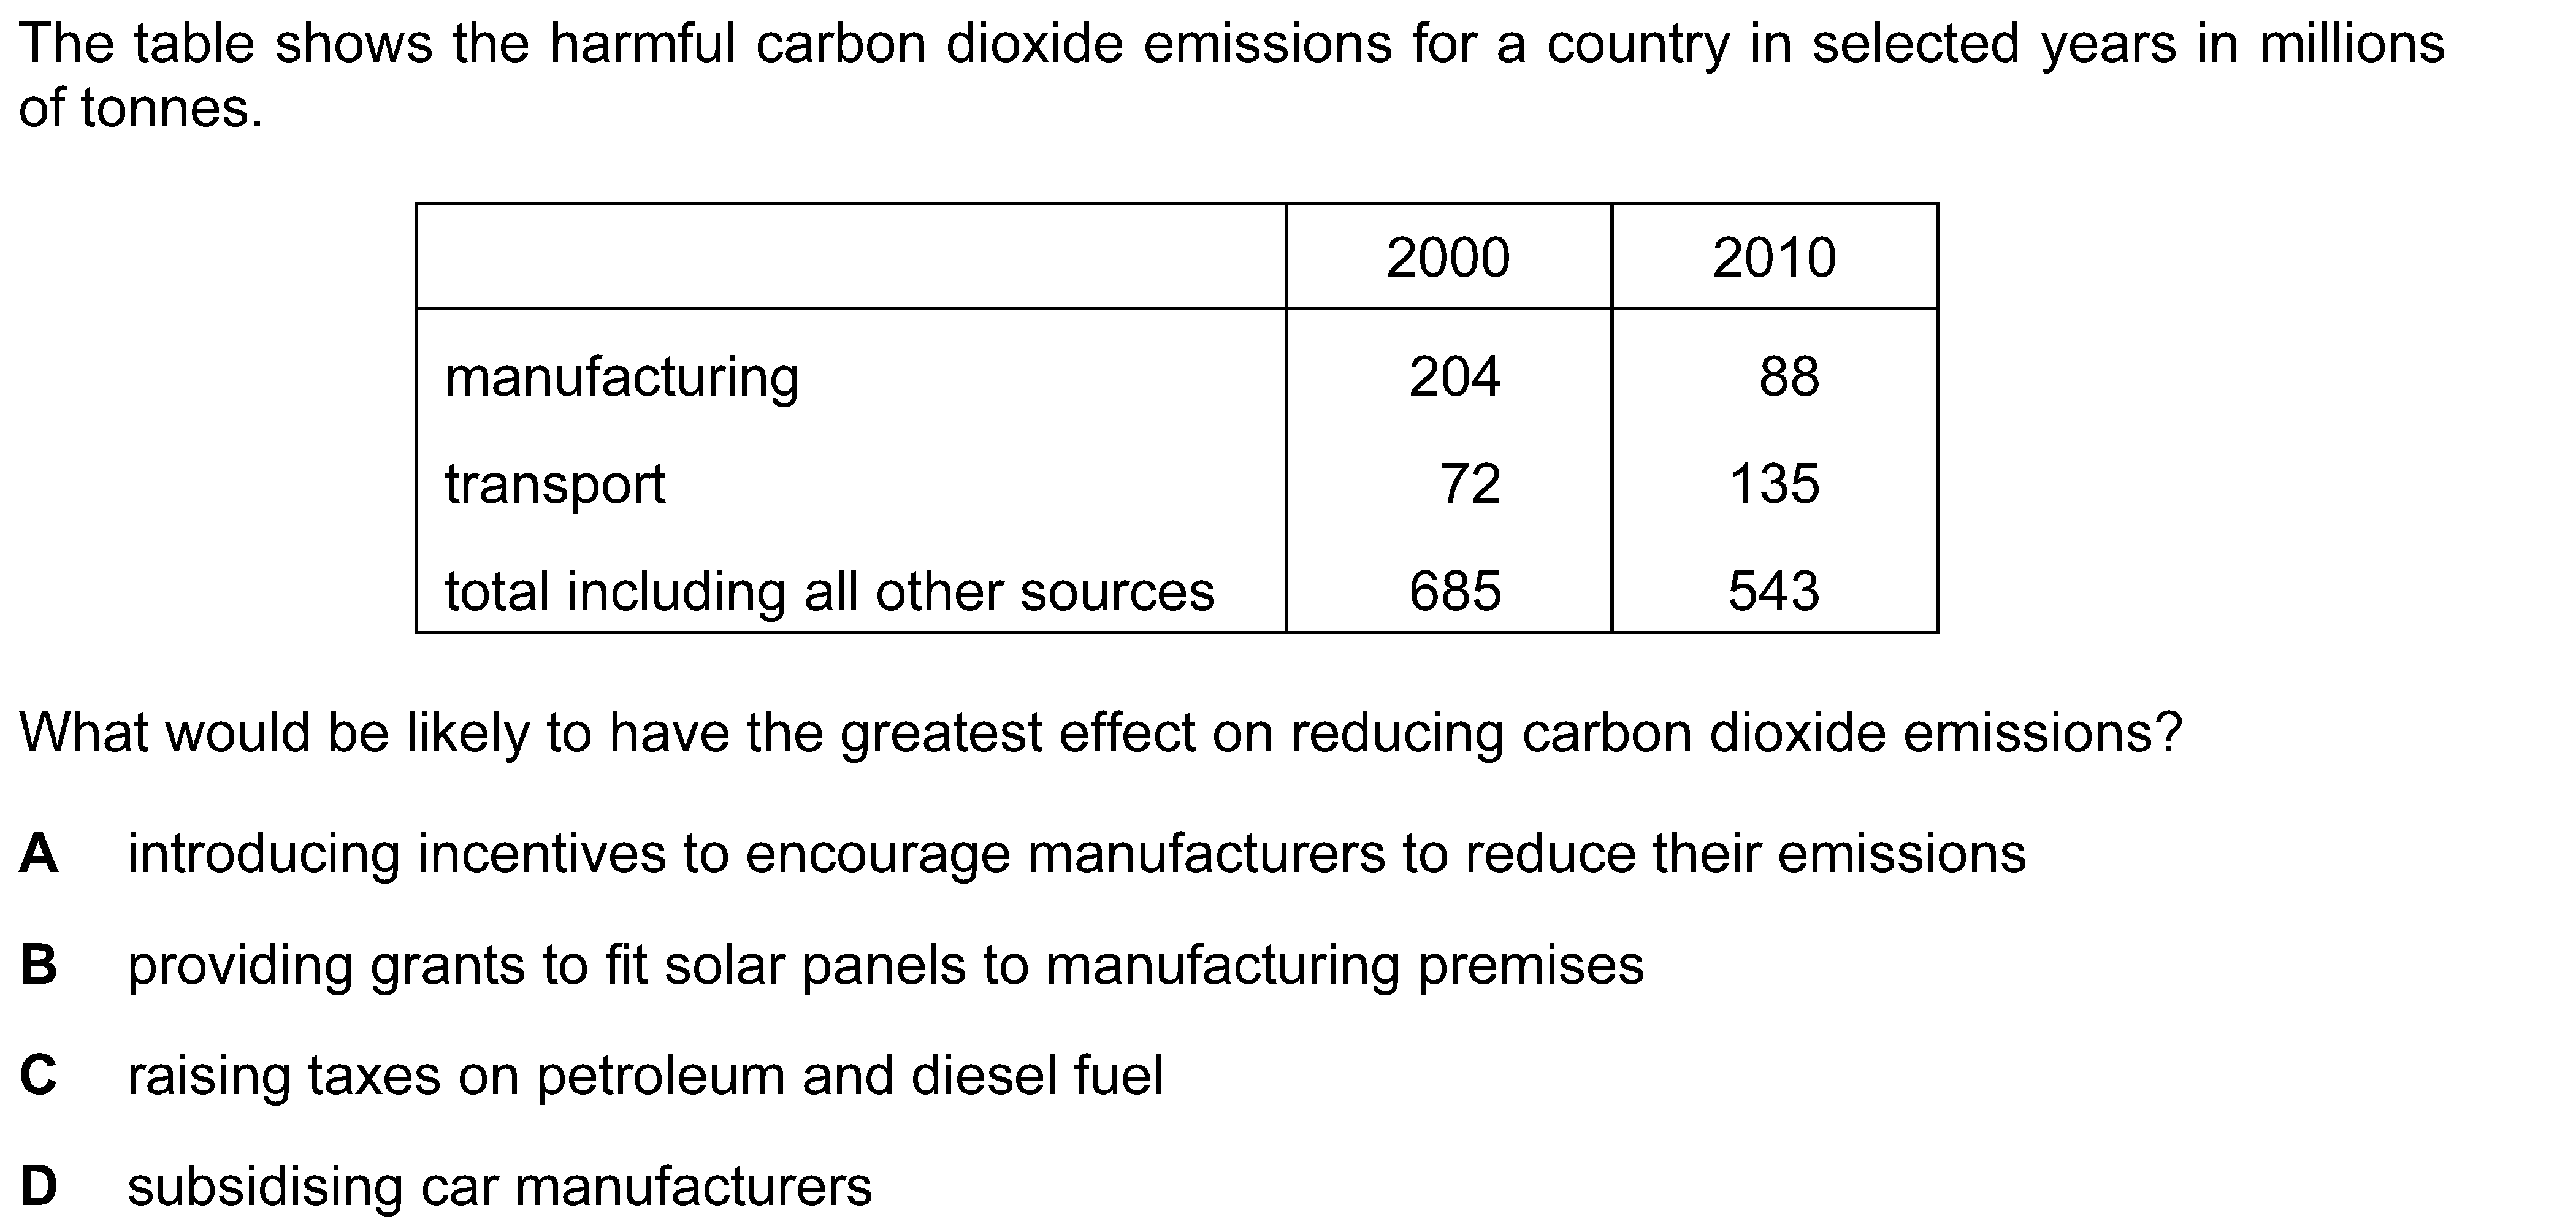 The table shows the harmful carbon dioxide emissions for a country in selected years in millions
of tonnes.
2000 2010
manufacturing 204 88
transport 72 135
total including all other sources 685 543
What would be likely to have the greatest effect on reducing carbon dioxide emissions?
A introducing incentives to encourage manufacturers to reduce their emissions
B providing grants to fit solar panels to manufacturing premises
C raising taxes on petroleum and diesel fuel
D subsidising car manufacturers